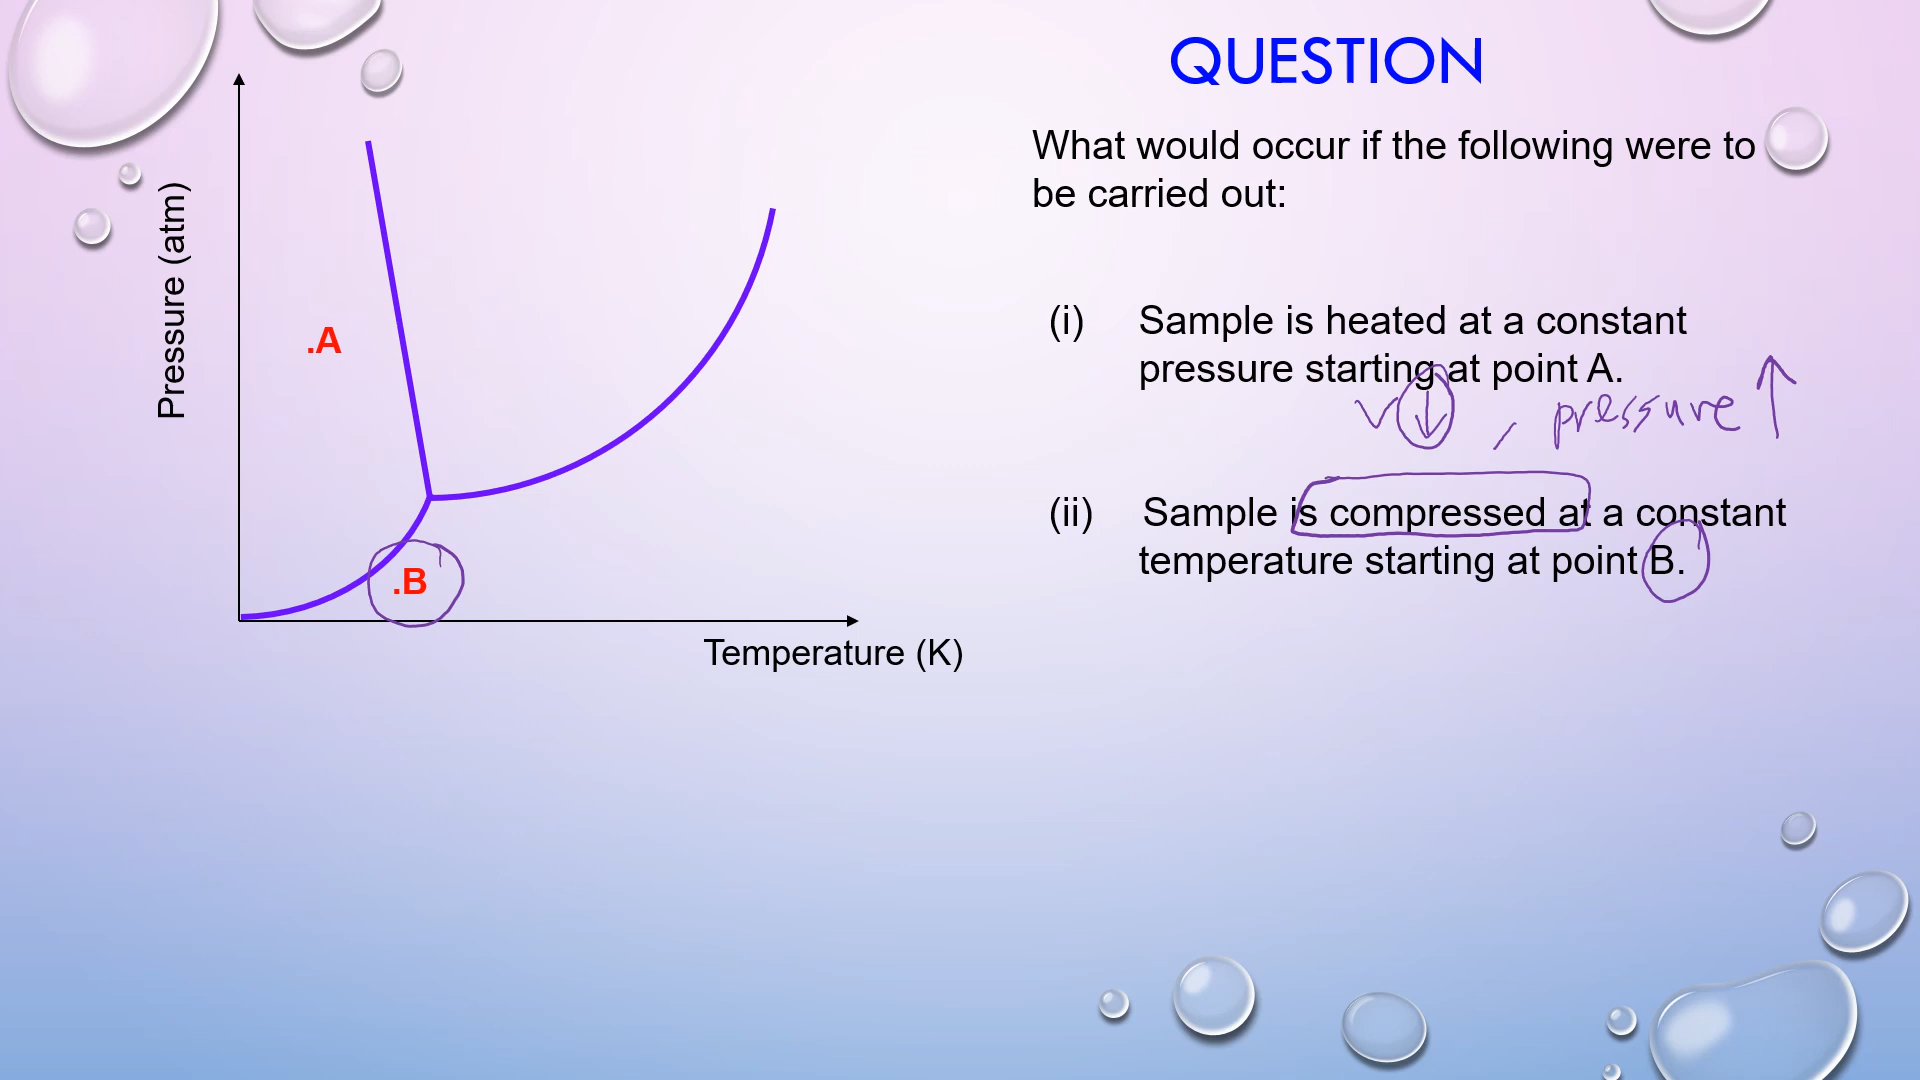 QUESTION
What would occur if the following were to
be carried out:
(i) Sample is heated at a constant
pressure starting at point A.
V ↓ , pressure ↑
(ii) Sample is compressed at a constant
temperature starting at point B.
Pressure (atm)
.A
.B
Temperature (K)